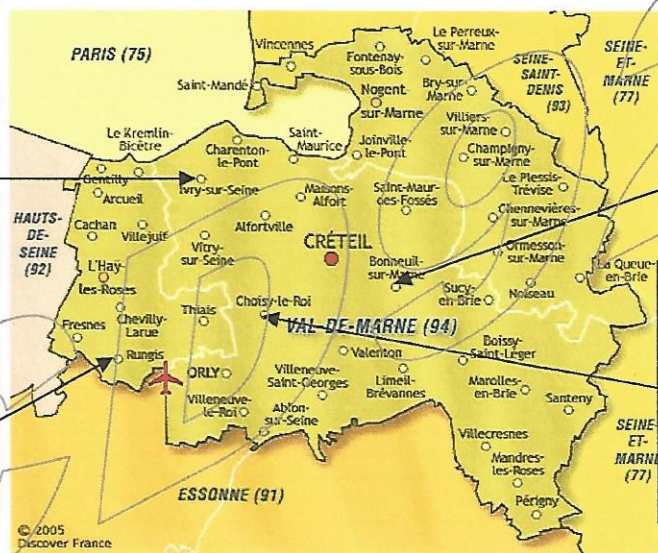 PARIS (75)
Vincennes
Fontenay-
sous-Bois
Le Perreux-
sur-Marne
SEINE-
ET-
MARNE
(77)
SEINE-
SAINT-
DENIS
(93)
Saint-Mandé
Nogent-
sur-Marne
Bry-sur-
Marne
Villiers-
sur-Marne
Le Kremlin-
Bicêtre
Charenton-
le-Pont
Saint-
Maurice
Joinville-
le-Pont
Champigny-
sur-Marne
Gentilly
Arcueil
Ivry-sur-Seine
Maisons-
Alfort
Saint-Maur-
des-Fossés
Le Plessis-
Trévise
HAUTS-
DE-
SEINE
(92)
Cachan
Villejuif
Vitry-
sur-Seine
Alfortville
CRÉTEIL
Chennevières-
sur-Marne
Ormesson-
sur-Marne
L'Haÿ-
les-Roses
Bonneuil-
sur-Marne
Sucy-
en-Brie
Noiseau
La Queue-
en-Brie
Fresnes
Chevilly-
Larue
Thiais
Choisy-le-Roi
VAL-DE-MARNE (94)
Rungis
ORLY
Villeneuve-
Saint-Georges
Valenton
Limeil-
Brévannes
Boissy-
Saint-Léger
Marolles-
en-Brie
Santeny
Villeneuve-
le-Roi
Ablon-
sur-Seine
Villecresnes
Mandres-
les-Roses
Périgny
SEINE-
ET-
MARNE
(77)
ESSONNE (91)
© 2005
Discover France